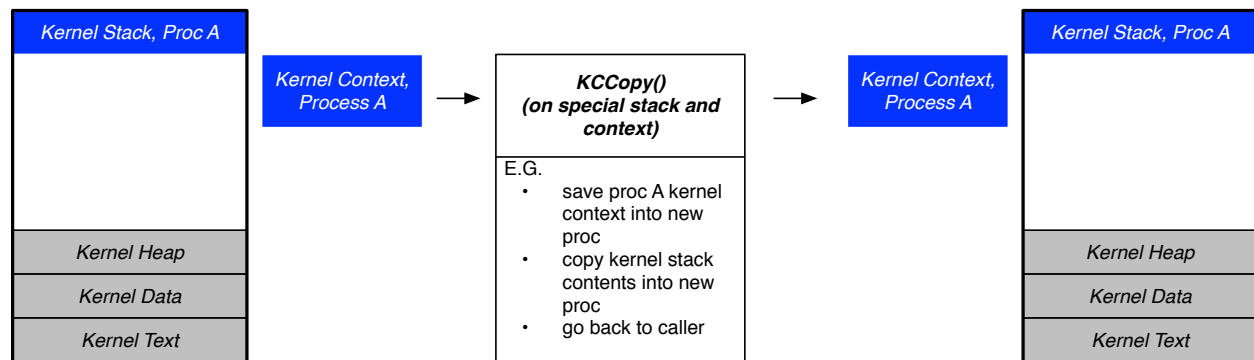 Kernel Stack, Proc A
Kernel Heap
Kernel Data
Kernel Text
Kernel Context,
Process A
KCCopy()
(on special stack and
context)
E.G.
• save proc A kernel
context into new
proc
• copy kernel stack
contents into new
proc
• go back to caller
Kernel Context,
Process A
Kernel Stack, Proc A
Kernel Heap
Kernel Data
Kernel Text